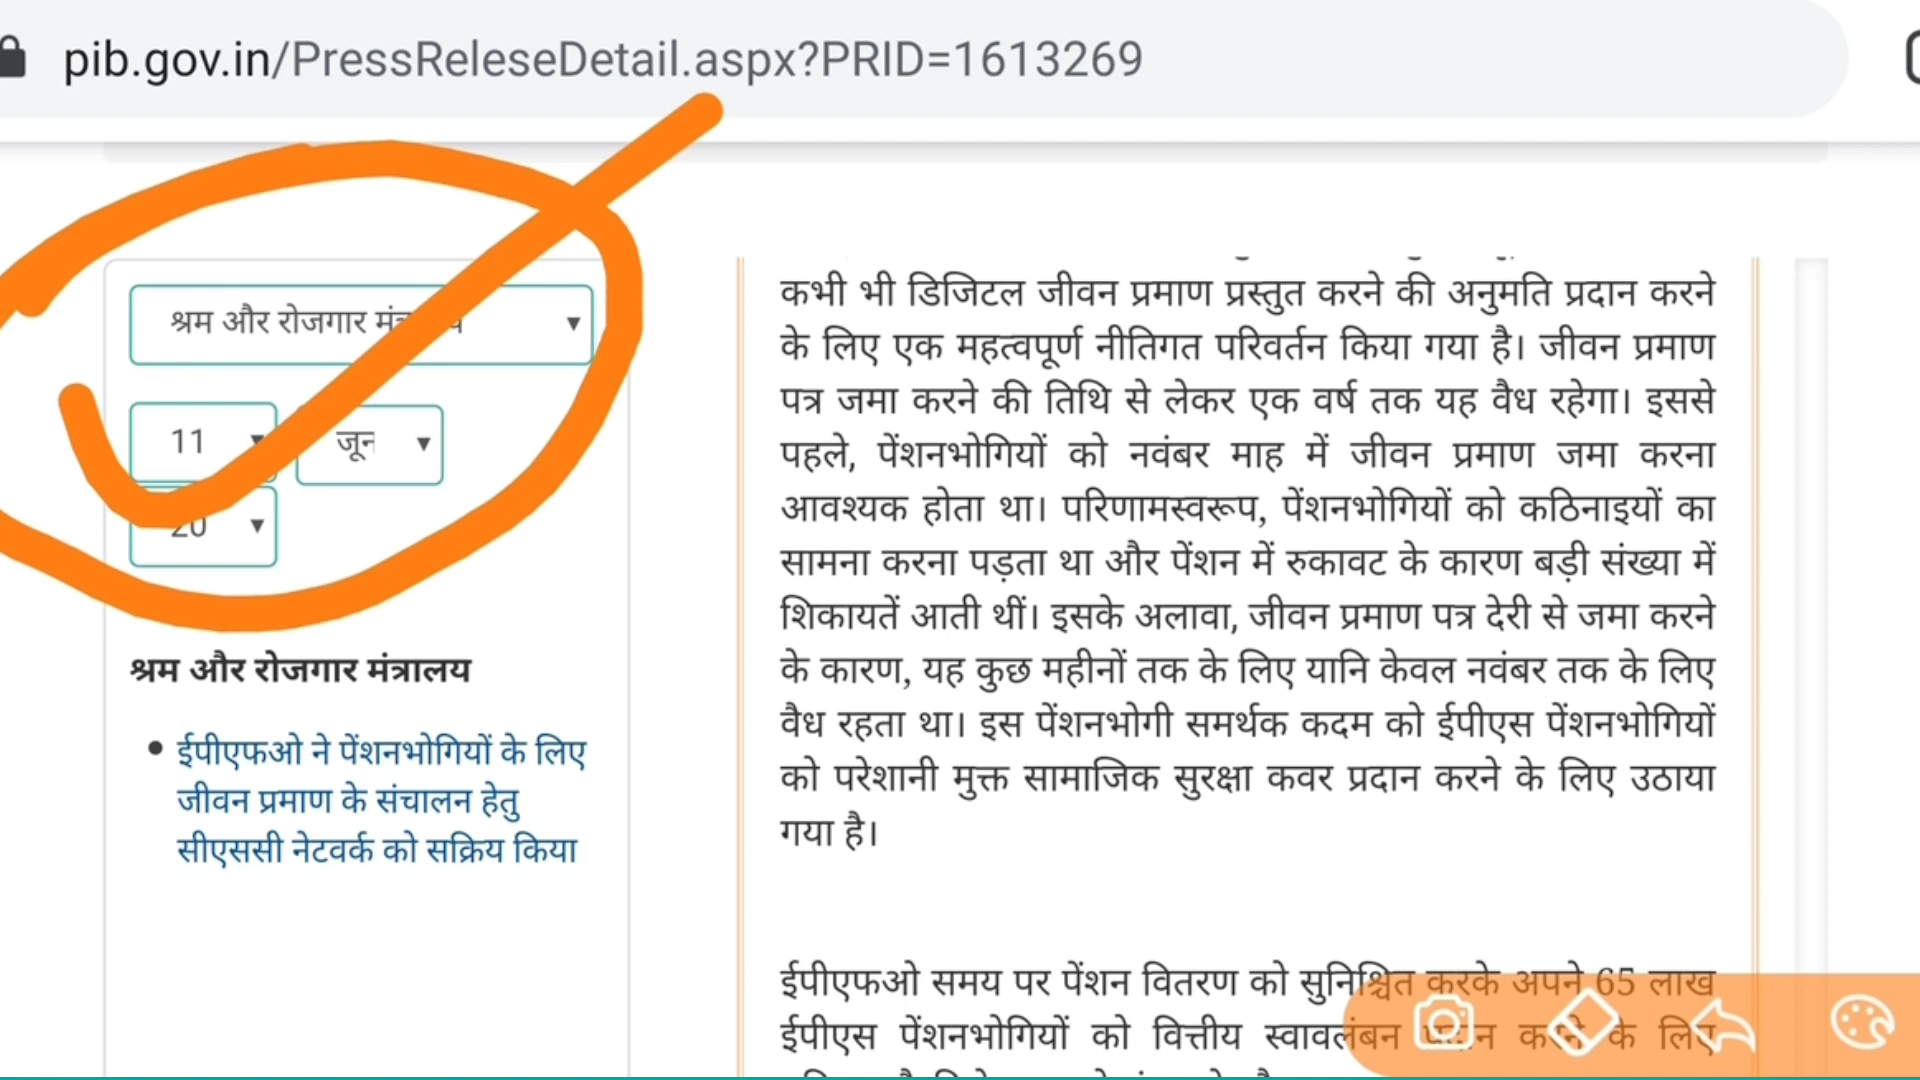 pib.gov.in/PressReleseDetail.aspx?PRID=1613269
श्रम और रोजगार
11
जून
20
श्रम और रोजगार मंत्रालय
ईपीएफओ ने पेंशनभोगियों के लिए
जीवन प्रमाण के संचालन हेतु
सीएससी नेटवर्क को सक्रिय किया
कभी भी डिजिटल जीवन प्रमाण प्रस्तुत करने की अनुमति प्रदान करने
के लिए एक महत्वपूर्ण नीतिगत परिवर्तन किया गया है। जीवन प्रमाण
पत्र जमा करने की तिथि से लेकर एक वर्ष तक यह वैध रहेगा। इससे
पहले, पेंशनभोगियों को नवंबर माह में जीवन प्रमाण जमा करना
आवश्यक होता था। परिणामस्वरूप, पेंशनभोगियों को कठिनाइयों का
सामना करना पड़ता था और पेंशन में रुकावट के कारण बड़ी संख्या में
शिकायतें आती थीं। इसके अलावा, जीवन प्रमाण पत्र देरी से जमा करने
के कारण, यह कुछ महीनों तक के लिए यानि केवल नवंबर तक के लिए
वैध रहता था। इस पेंशनभोगी समर्थक कदम को ईपीएस पेंशनभोगियों
को परेशानी मुक्त सामाजिक सुरक्षा कवर प्रदान करने के लिए उठाया
गया है।
ईपीएफओ समय पर पेंशन वितरण को सुनिश्चित करके अपने 65 लाख
ईपीएस पेंशनभोगियों को वित्तीय स्वावलंबन प्रदान करने के लिए